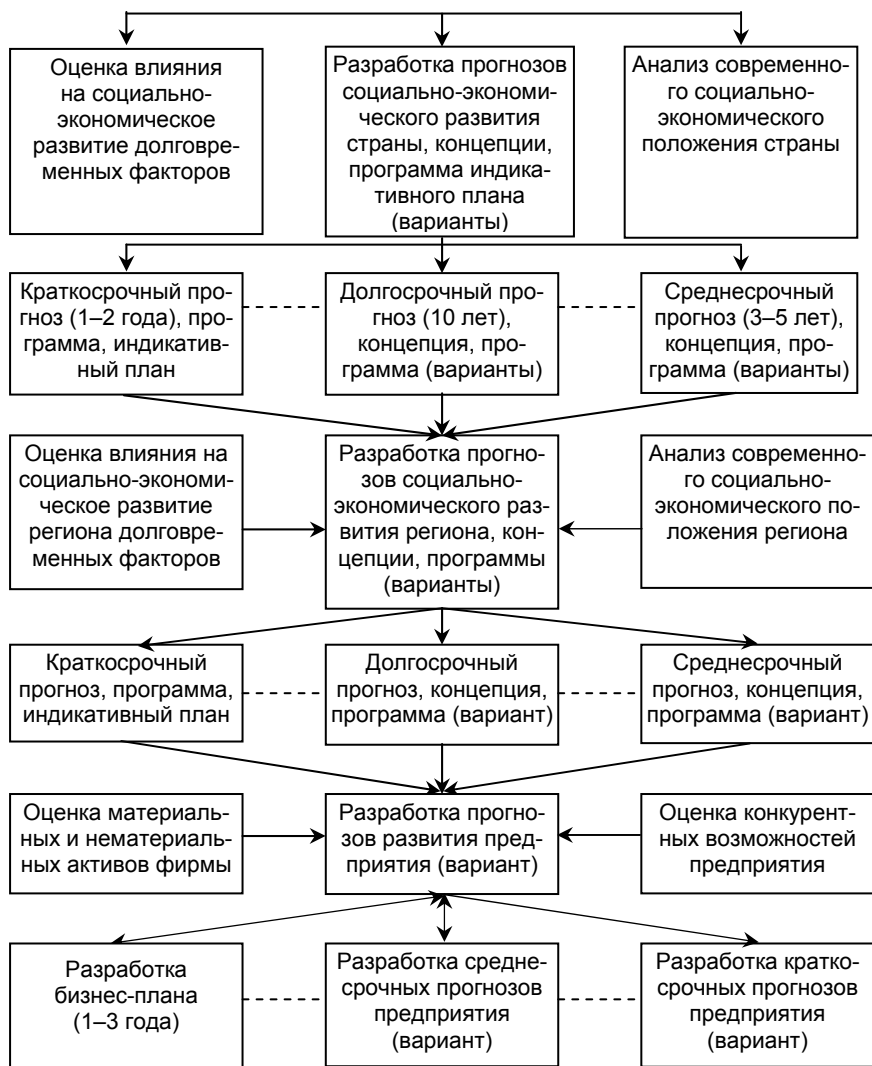 Оценка влияния
на социально-
экономическое
развитие долговре-
менных факторов
Разработка прогнозов
социально-экономи-
ческого развития
страны, концепции,
программа индика-
тивного плана
(варианты)
Анализ современно-
го социально-
экономического
положения страны
Краткосрочный про-
гноз (1–2 года), про-
грамма, индикатив-
ный план
Долгосрочный про-
гноз (10 лет),
концепция, про-
грамма (варианты)
Среднесрочный
прогноз (3–5 лет),
концепция, про-
грамма (варианты)
Оценка влияния на
социально-экономи-
ческое развитие
региона долговре-
менных факторов
Разработка прогно-
зов социально-
экономического раз-
вития региона, кон-
цепции, программы
(варианты)
Анализ современно-
го социально-
экономического по-
ложения региона
Краткосрочный
прогноз, программа,
индикативный план
Долгосрочный
прогноз, концепция,
программа (вариант)
Среднесрочный
прогноз, концепция,
программа (вариант)
Оценка материаль-
ных и нематериаль-
ных активов фирмы
Разработка прогно-
зов развития пред-
приятия (вариант)
Оценка конкурент-
ных возможностей
предприятия
Разработка
бизнес-плана
(1–3 года)
Разработка средне-
срочных прогнозов
предприятия
(вариант)
Разработка кратко-
срочных прогнозов
предприятия
(вариант)